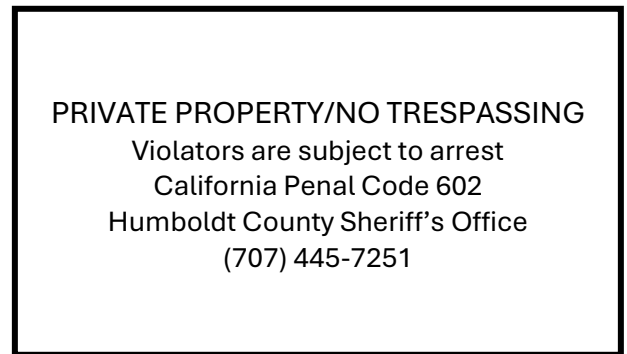 PRIVATE PROPERTY/NO TRESPASSING
Violators are subject to arrest
California Penal Code 602
Humboldt County Sheriff’s Office
(707) 445-7251